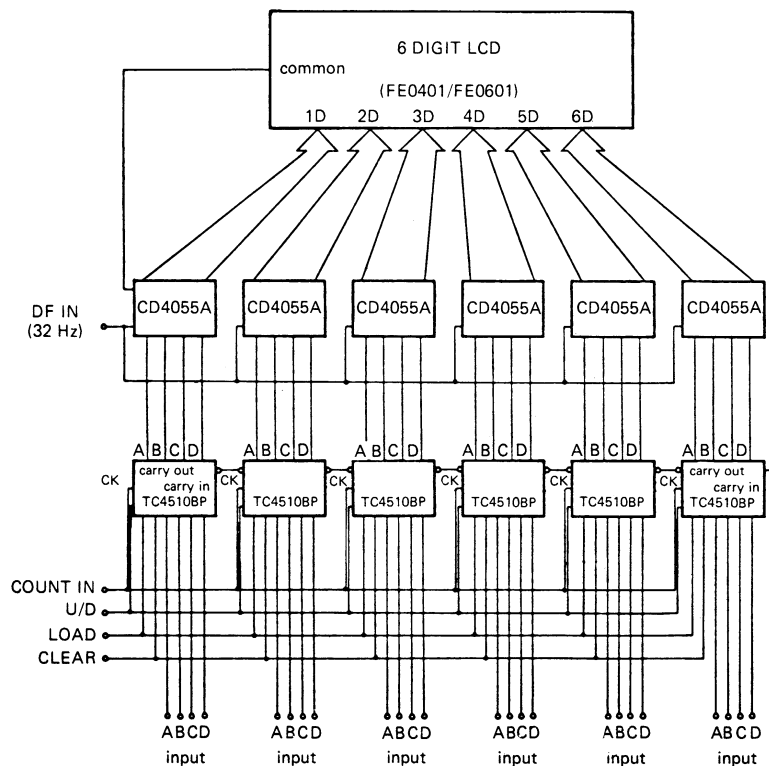 6 DIGIT LCD
common
(FE0401/FE0601)
1D 2D 3D 4D 5D 6D
CD4055A CD4055A CD4055A CD4055A CD4055A CD4055A
DF IN
(32 Hz)
A B C D A B C D A B C D A B C D A B C D A B C D
carry out carry out
CK carry in CK CK CK CK CK carry in
TC4510BP TC4510BP TC4510BP TC4510BP TC4510BP TC4510BP
COUNT IN
U/D
LOAD
CLEAR
ABCD ABCD ABCD ABCD ABCD ABCD
input input input input input input